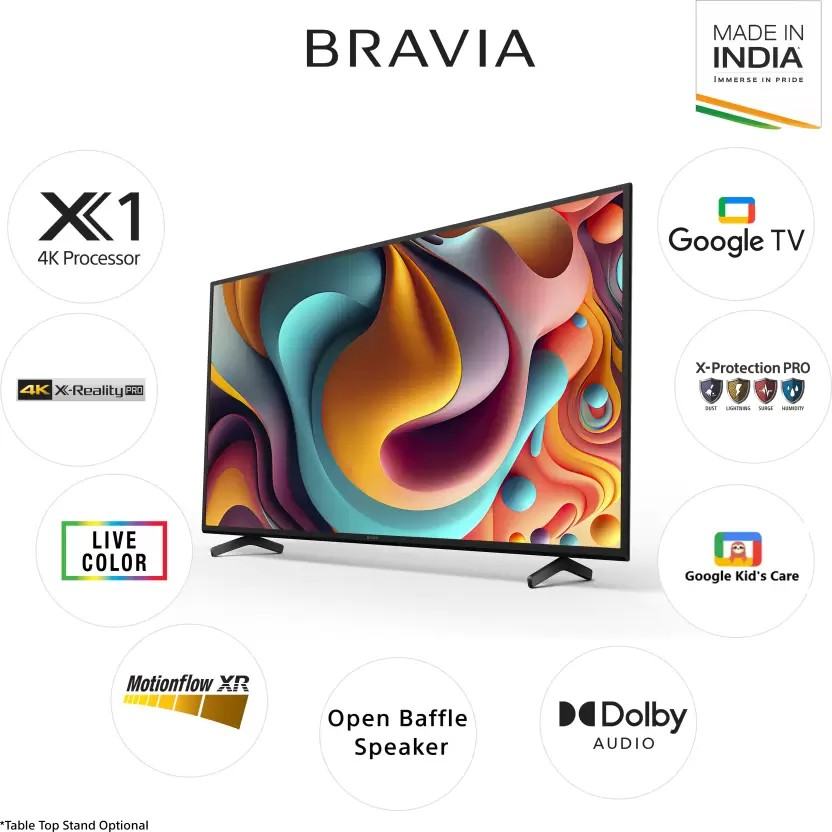 BRAVIA
MADE IN
INDIA
IMMERSE IN PRIDE
X1
4K Processor
Google TV
4K X-Reality PRO
X-Protection PRO
DUST LIGHTNING SURGE HUMIDITY
LIVE
COLOR
Google Kid's Care
Motionflow XR
Open Baffle
Speaker
Dolby
AUDIO
*Table Top Stand Optional